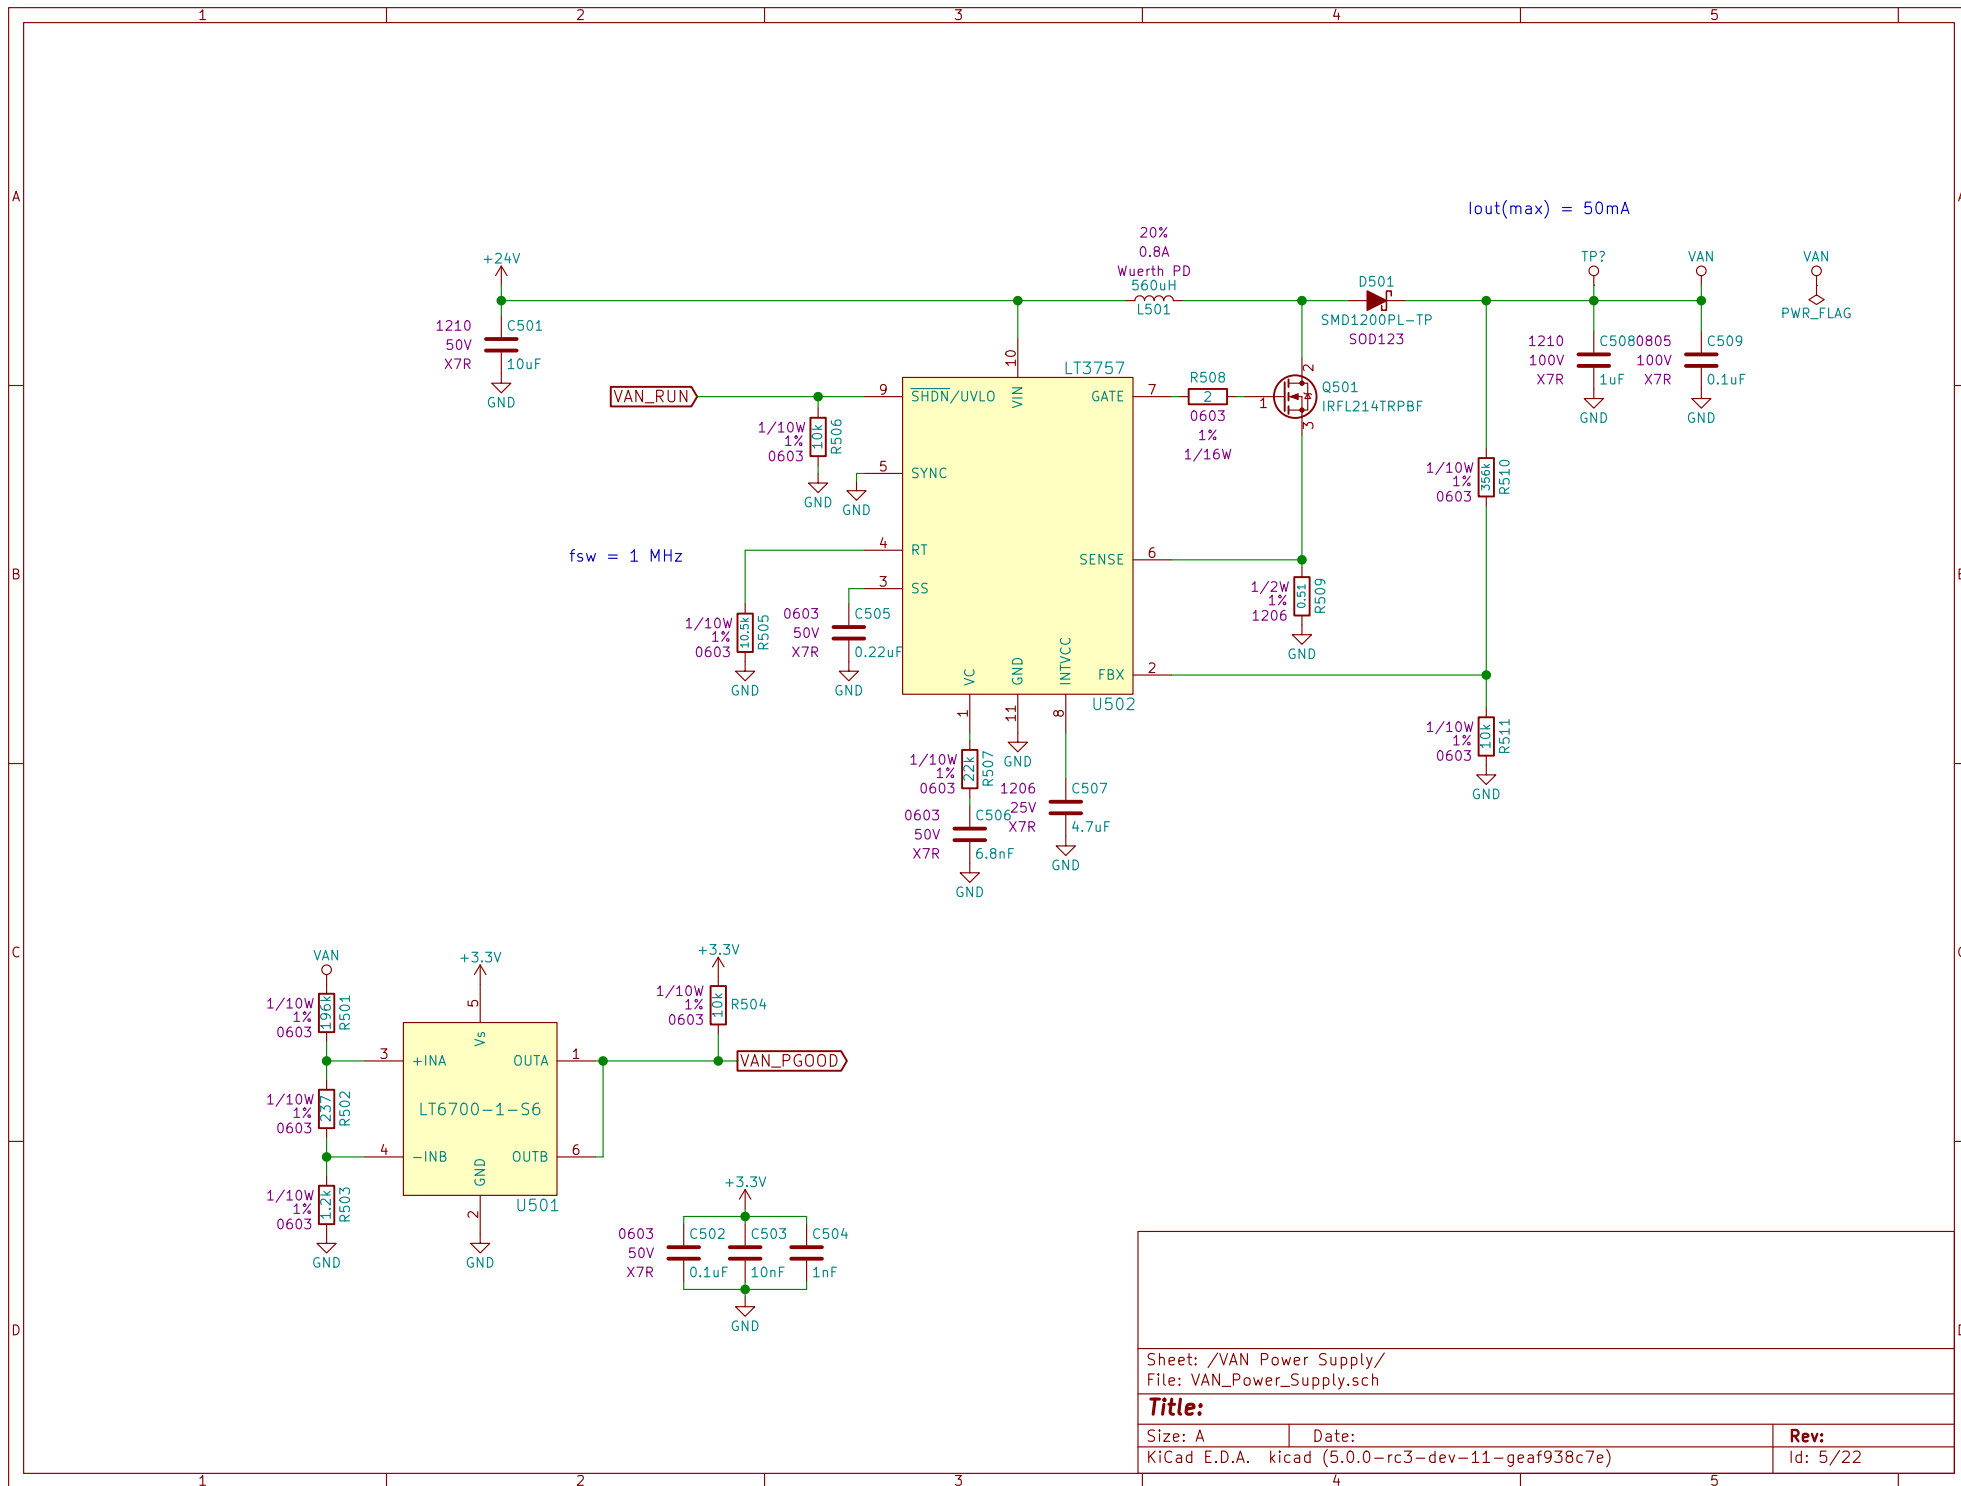 1 2 3 4 5
A
Iout(max) = 50mA
20%
0.8A
Wuerth PD
560uH
L501
+24V
1210 C501
50V
X7R 10uF
GND
D501
SMD1200PL-TP
SOD123
TP?
VAN
VAN
PWR_FLAG
1210 C508
100V
X7R 1uF
GND
0805 C509
100V
X7R 0.1uF
GND
VAN_RUN
1/10W
1%
0603
10k
R506
GND
LT3757
10 VIN
9 SHDN/UVLO
5 SYNC
GND
4 RT
3 SS
GATE 7
SENSE 6
FBX 2
VC 1
GND 11
INTVCC 8
U502
R508
2
0603
1%
1/16W
1
2
3
Q501
IRFL214TRPBF
1/10W
1%
0603
356k
R510
B
fsw = 1 MHz
1/10W
1%
0603
10.5k
R505
GND
0603 C505
50V
X7R 0.22uF
GND
1/2W
1%
1206
0.51
R509
GND
1/10W
1%
0603
10k
R511
GND
1/10W
1%
0603
22k
R507
GND
0603 C506
50V
X7R 6.8nF
GND
1206 C507
25V
X7R 4.7uF
GND
C
VAN
1/10W
1%
0603
196k
R501
1/10W
1%
0603
237
R502
1/10W
1%
0603
1.2k
R503
GND
+3.3V
5 Vs
3 +INA
4 -INB
LT6700-1-S6
OUTA 1
OUTB 6
GND 2
U501
GND
+3.3V
1/10W
1%
0603
10k
R504
VAN_PGOOD
+3.3V
0603 C502 C503 C504
50V
X7R 0.1uF 10nF 1nF
GND
D
Sheet: /VAN Power Supply/
File: VAN_Power_Supply.sch
Title:
Size: A Date: Rev:
KiCad E.D.A. kicad (5.0.0-rc3-dev-11-geaf938c7e) Id: 5/22
1 2 3 4 5